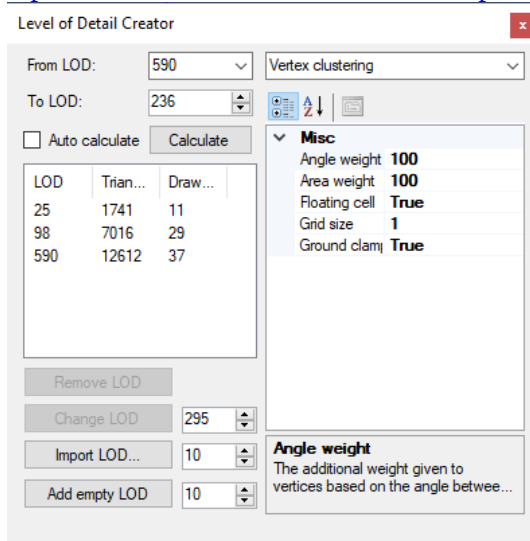 Level of Detail Creator
x
From LOD: 590
To LOD: 236
Auto calculate Calculate
LOD Trian... Draw...
25 1741 11
98 7016 29
590 12612 37
Remove LOD
Change LOD 295
Import LOD... 10
Add empty LOD 10
Vertex clustering
Misc
Angle weight 100
Area weight 100
Floating cell True
Grid size 1
Ground clam True
Angle weight
The additional weight given to
vertices based on the angle betwee...